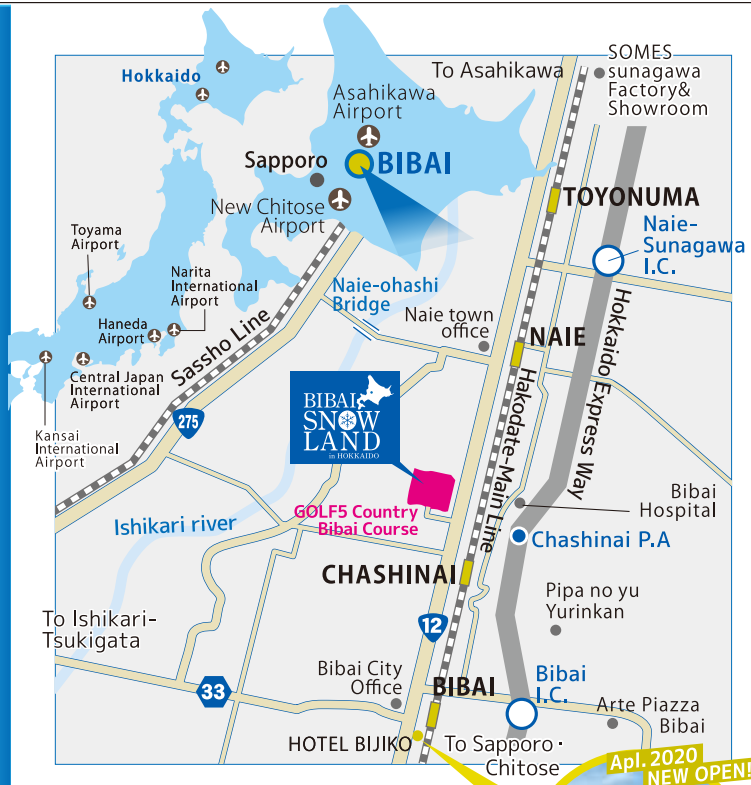 Hokkaido
To Asahikawa
SOMES
sunagawa
Factory&
Showroom
Asahikawa
Airport
Sapporo
BIBAI
New Chitose
Airport
TOYONUMA
Naie-
Sunagawa
I.C.
Toyama
Airport
Narita
International
Airport
Naie-ohashi
Bridge
Haneda
Airport
Sassho Line
Naie town
office
NAIE
Hokkaido Express Way
Central Japan
International
Airport
Kansai
International
Airport
275
BIBAI
SNOW
LAND
in HOKKAIDO
Hakodate-Main Line
GOLF5 Country
Bibai Course
Bibai
Hospital
Ishikari river
Chashinai P.A
CHASHINAI
Pipa no yu
Yurinkan
To Ishikari-
Tsukigata
12
33
Bibai City
Office
BIBAI
Bibai
I.C.
Arte Piazza
Bibai
HOTEL BIJIKO
To Sapporo・
Chitose
Apl. 2020
NEW OPEN!